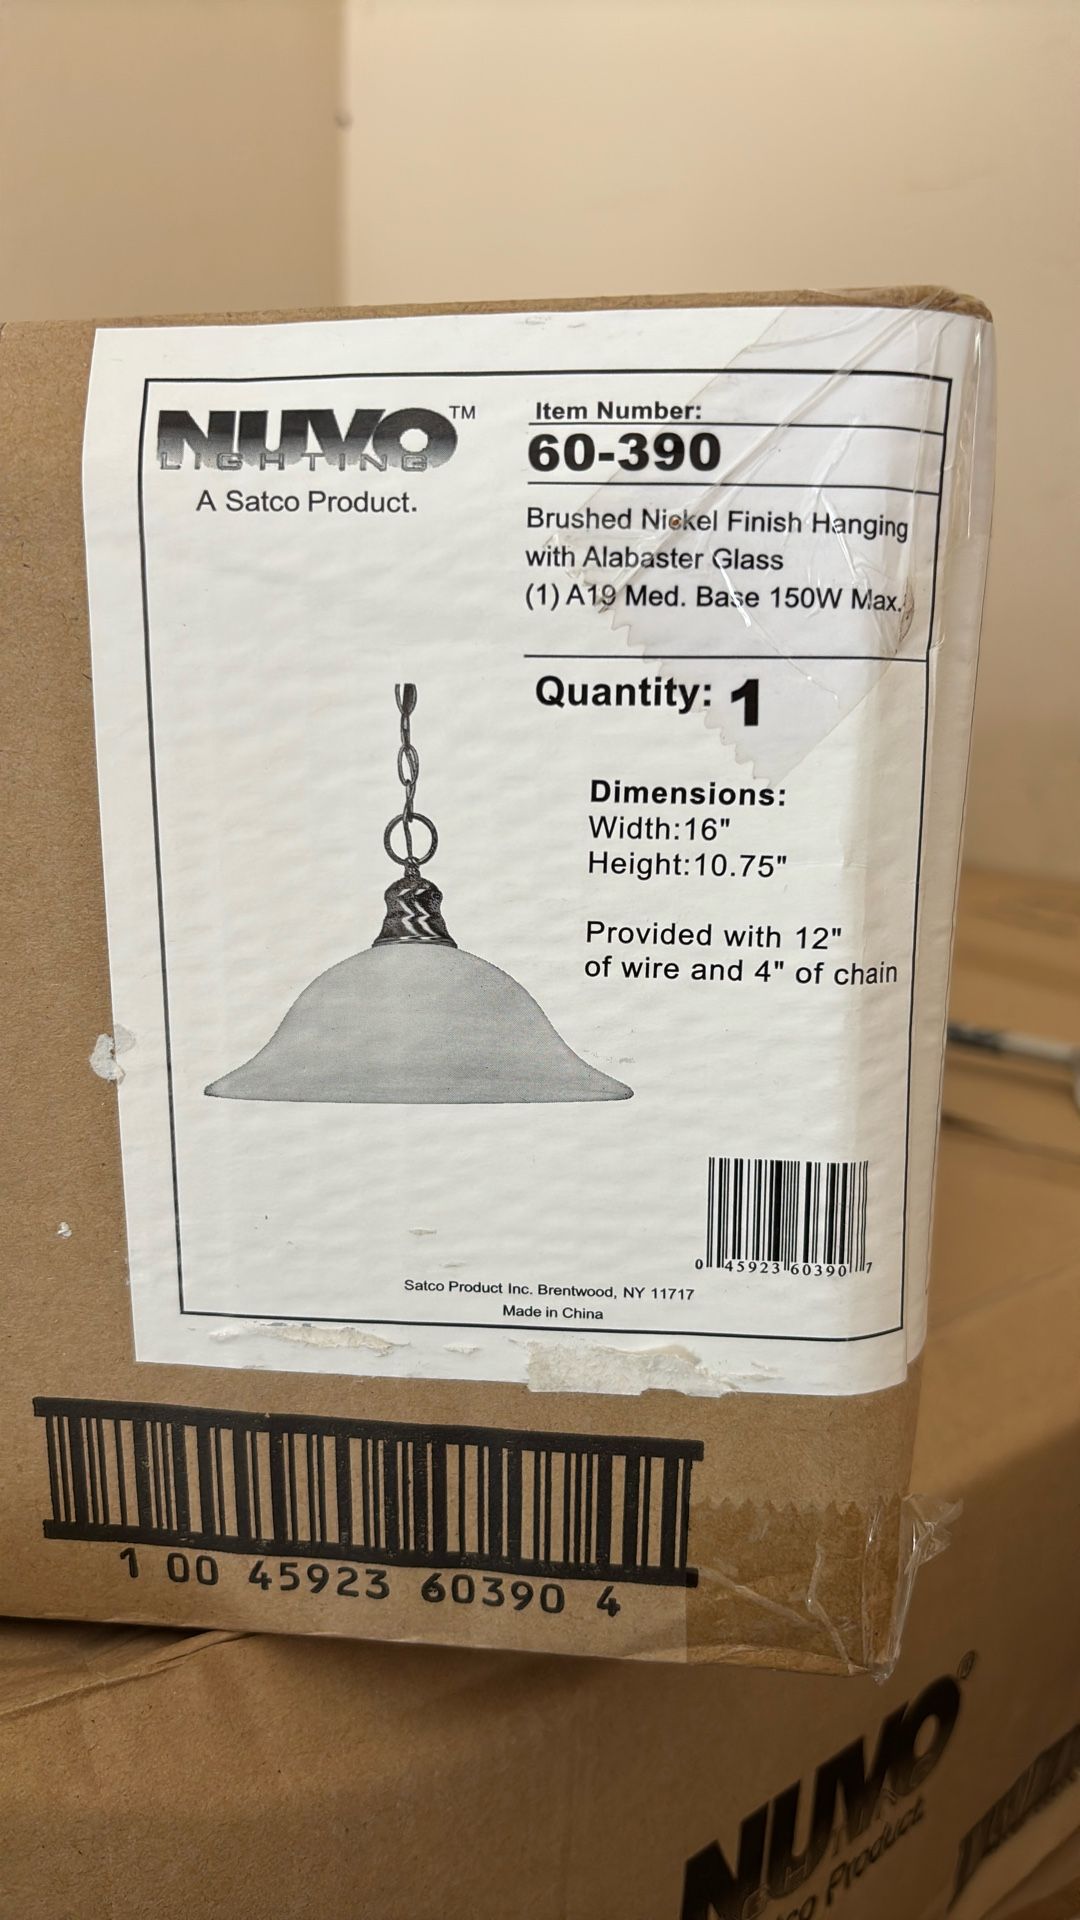 NUVO™
LIGHTING
A Satco Product.
Item Number:
60-390
Brushed Nickel Finish Hanging
with Alabaster Glass
(1) A19 Med. Base 150W Max.
Quantity: 1
Dimensions:
Width:16"
Height:10.75"
Provided with 12"
of wire and 4" of chain
0 45923 60390 7
Satco Product Inc. Brentwood, NY 11717
Made in China
1 00 45923 60390 4
NUVO®
Product